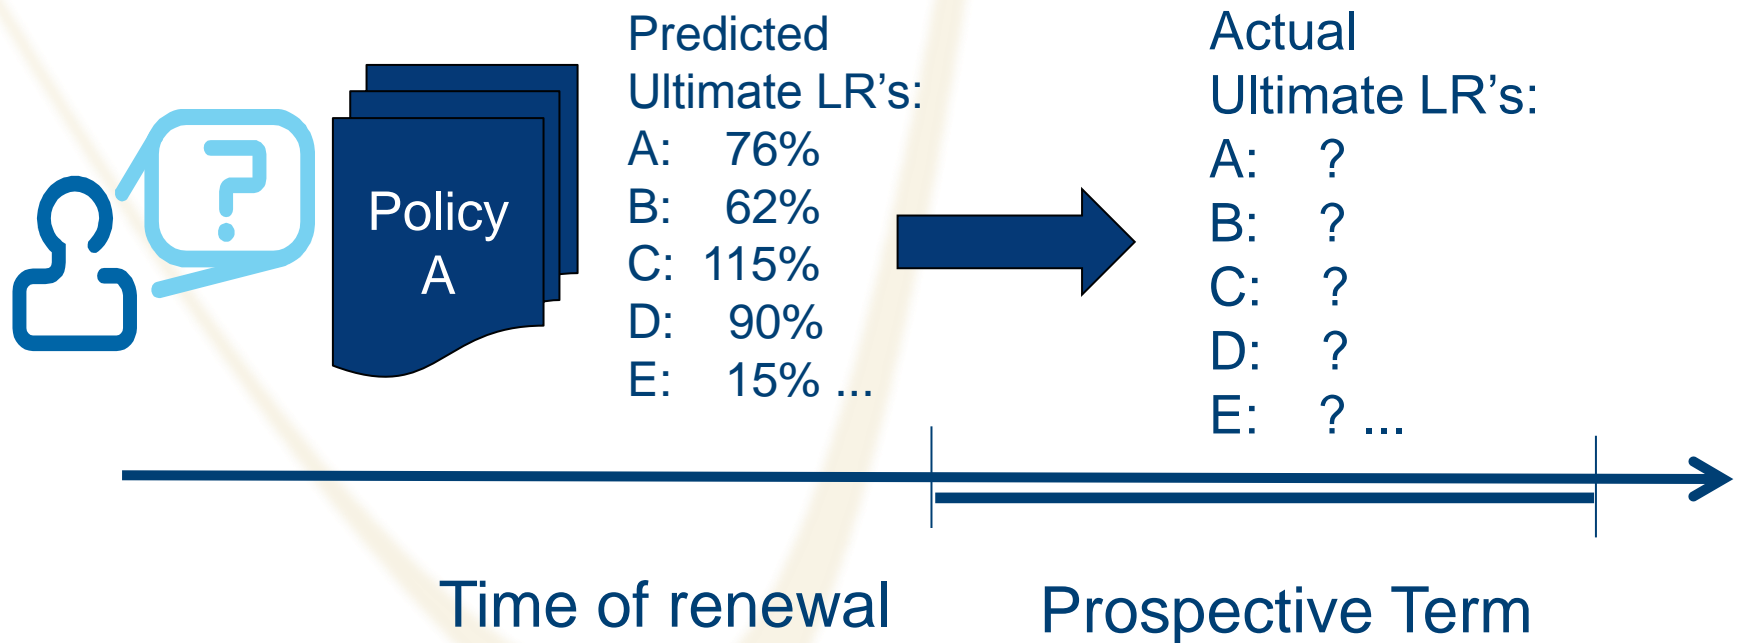 ?
Policy
A
Predicted
Ultimate LR’s:
A: 76%
B: 62%
C: 115%
D: 90%
E: 15% ...
Actual
Ultimate LR’s:
A: ?
B: ?
C: ?
D: ?
E: ? ...
Time of renewal
Prospective Term